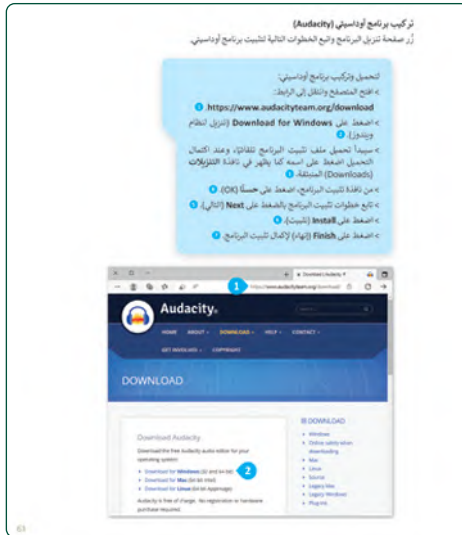 تركيب برنامج أوداسيتي (Audacity)
زُر صفحة تنزيل البرنامج واتبع الخطوات التالية لتثبيت برنامج أوداسيتي.
لتحميل وتركيب برنامج أوداسيتي:
> افتح المتصفح وانتقل إلى الرابط:
https://www.audacityteam.org/download. 1
> اضغط على Download for Windows (تنزيل لنظام
ويندوز). 2
> سيبدأ تحميل ملف تثبيت البرنامج تلقائيًا، وعند اكتمال
التحميل اضغط على اسمه كما يظهر في نافذة التنزيلات
(Downloads) المنبثقة. 3
> من نافذة تثبيت البرنامج، اضغط على حسنًا (OK). 4
> تابع خطوات تثبيت البرنامج بالضغط على Next (التالي). 5
> اضغط على Install (تثبيت). 6
> اضغط على Finish (إنهاء) لإكمال تثبيت البرنامج. 7
Download | Audacity
1
https://www.audacityteam.org/download/
Audacity
HOME ABOUT DOWNLOAD HELP CONTACT
GET INVOLVED COPYRIGHT
DOWNLOAD
Download Audacity
Download the free Audacity audio editor for your
operating system:
Download for Windows (32 and 64 bit) 2
Download for Mac (64 bit Intel)
Download for Linux (64 bit AppImage)
Audacity is free of charge. No registration or hardware
purchase required.
DOWNLOAD
Windows
Online safety when
downloading
Mac
Linux
Source
Legacy Mac
Legacy Windows
Plug-ins
63